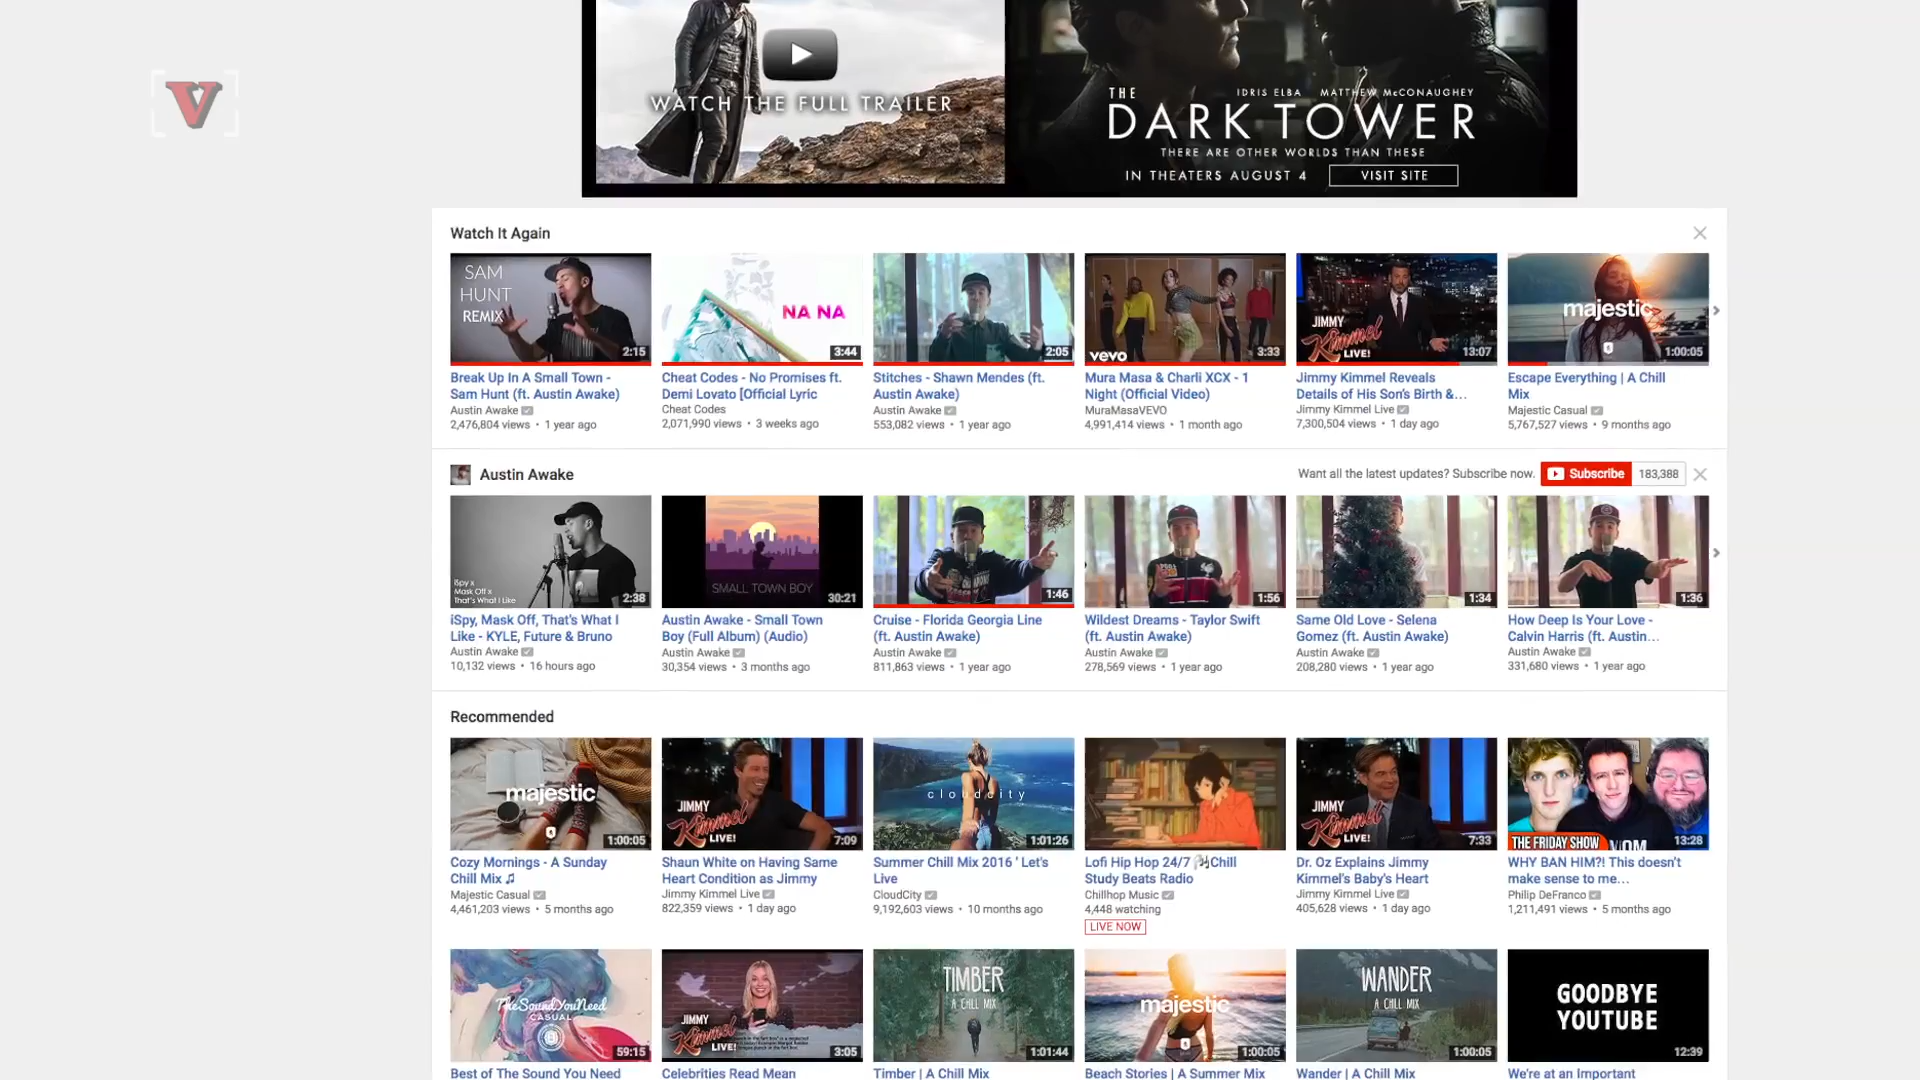 V
WATCH THE FULL TRAILER
IDRIS ELBA MATTHEW McCONAUGHEY
THE
DARK TOWER
THERE ARE OTHER WORLDS THAN THESE
IN THEATERS AUGUST 4 VISIT SITE
Watch It Again
SAM
HUNT
REMIX
2:15
NA NA
3:44
2:05
vevo
3:33
JIMMY
Kimmel
LIVE!
13:07
majestic
1:00:05
Break Up In A Small Town -
Sam Hunt (ft. Austin Awake)
Austin Awake
2,476,804 views • 1 year ago
Cheat Codes - No Promises ft.
Demi Lovato [Official Lyric
Cheat Codes
2,071,990 views • 3 weeks ago
Stitches - Shawn Mendes (ft.
Austin Awake)
Austin Awake
553,082 views • 1 year ago
Mura Masa & Charli XCX - 1
Night (Official Video)
MuraMasaVEVO
4,991,414 views • 1 month ago
Jimmy Kimmel Reveals
Details of His Son's Birth &...
Jimmy Kimmel Live
7,300,504 views • 1 day ago
Escape Everything | A Chill
Mix
Majestic Casual
5,767,527 views • 9 months ago
Austin Awake
Want all the latest updates? Subscribe now. Subscribe 183,388
iSpy x
Mask Off x
That's What I Like
2:38
SMALL TOWN BOY
30:21
1:46
1:56
1:34
1:36
iSpy, Mask Off, That's What I
Like - KYLE, Future & Bruno
Austin Awake
10,132 views • 16 hours ago
Austin Awake - Small Town
Boy (Full Album) (Audio)
Austin Awake
30,354 views • 3 months ago
Cruise - Florida Georgia Line
(ft. Austin Awake)
Austin Awake
811,863 views • 1 year ago
Wildest Dreams - Taylor Swift
(ft. Austin Awake)
Austin Awake
278,569 views • 1 year ago
Same Old Love - Selena
Gomez (ft. Austin Awake)
Austin Awake
208,280 views • 1 year ago
How Deep Is Your Love -
Calvin Harris (ft. Austin...
Austin Awake
331,680 views • 1 year ago
Recommended
majestic
1:00:05
JIMMY
Kimmel
LIVE!
7:09
cloudcity
1:01:26
JIMMY
Kimmel
LIVE!
7:33
THE FRIDAY SHOW
13:28
Cozy Mornings - A Sunday
Chill Mix ♫
Majestic Casual
4,461,203 views • 5 months ago
Shaun White on Having Same
Heart Condition as Jimmy
Jimmy Kimmel Live
822,359 views • 1 day ago
Summer Chill Mix 2016 ' Let's
Live
CloudCity
9,192,603 views • 10 months ago
Lofi Hip Hop 24/7 Chill
Study Beats Radio
Chillhop Music
4,448 watching
LIVE NOW
Dr. Oz Explains Jimmy
Kimmel's Baby's Heart
Jimmy Kimmel Live
405,628 views • 1 day ago
WHY BAN HIM?! This doesn't
make sense to me...
Philip DeFranco
1,211,491 views • 5 months ago
TheSoundYouNeed
CASUAL
59:15
JIMMY
Kimmel
LIVE!
3:05
TIMBER
A CHILL MIX
1:01:44
majestic
1:00:05
WANDER
A CHILL MIX
1:00:05
GOODBYE
YOUTUBE
12:39
Best of The Sound You Need
Celebrities Read Mean
Timber | A Chill Mix
Beach Stories | A Summer Mix
Wander | A Chill Mix
We're at an Important